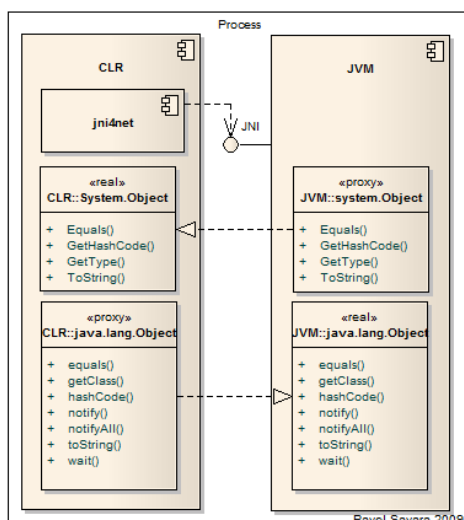 Process
CLR
jni4net
JNI
JVM
«real»
CLR::System.Object
+ Equals()
+ GetHashCode()
+ GetType()
+ ToString()
«proxy»
JVM::system.Object
+ Equals()
+ GetHashCode()
+ GetType()
+ ToString()
«proxy»
CLR::java.lang.Object
+ equals()
+ getClass()
+ hashCode()
+ notify()
+ notifyAll()
+ toString()
+ wait()
«real»
JVM::java.lang.Object
+ equals()
+ getClass()
+ hashCode()
+ notify()
+ notifyAll()
+ toString()
+ wait()
Pavel Savara 2009